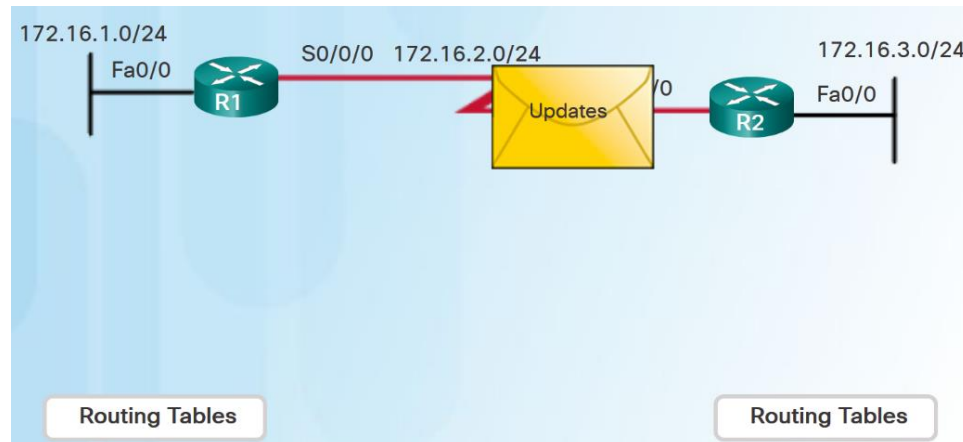 172.16.1.0/24
Fa0/0
R1
S0/0/0 172.16.2.0/24
Updates
/0
R2
172.16.3.0/24
Fa0/0
Routing Tables
Routing Tables